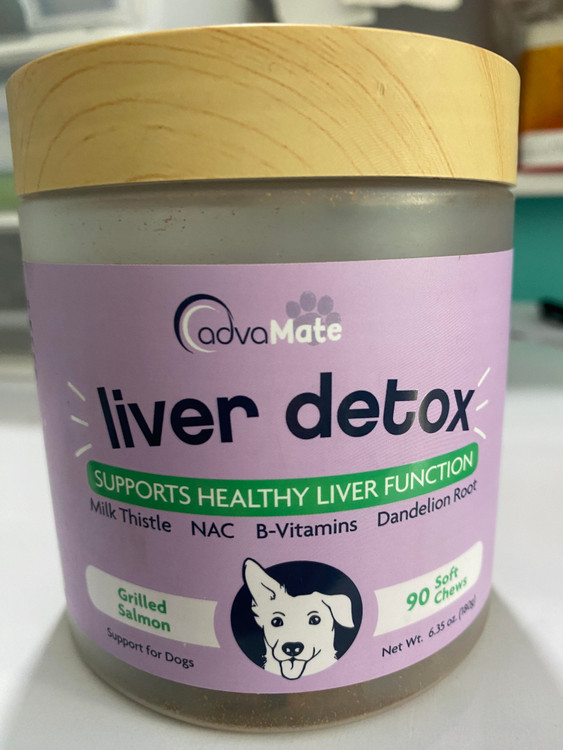 advaMate
liver detox
SUPPORTS HEALTHY LIVER FUNCTION
Milk Thistle NAC B-Vitamins Dandelion Root
Grilled
Salmon
Support for Dogs
90 Soft
Chews
Net Wt. 6.35 oz. (180g)